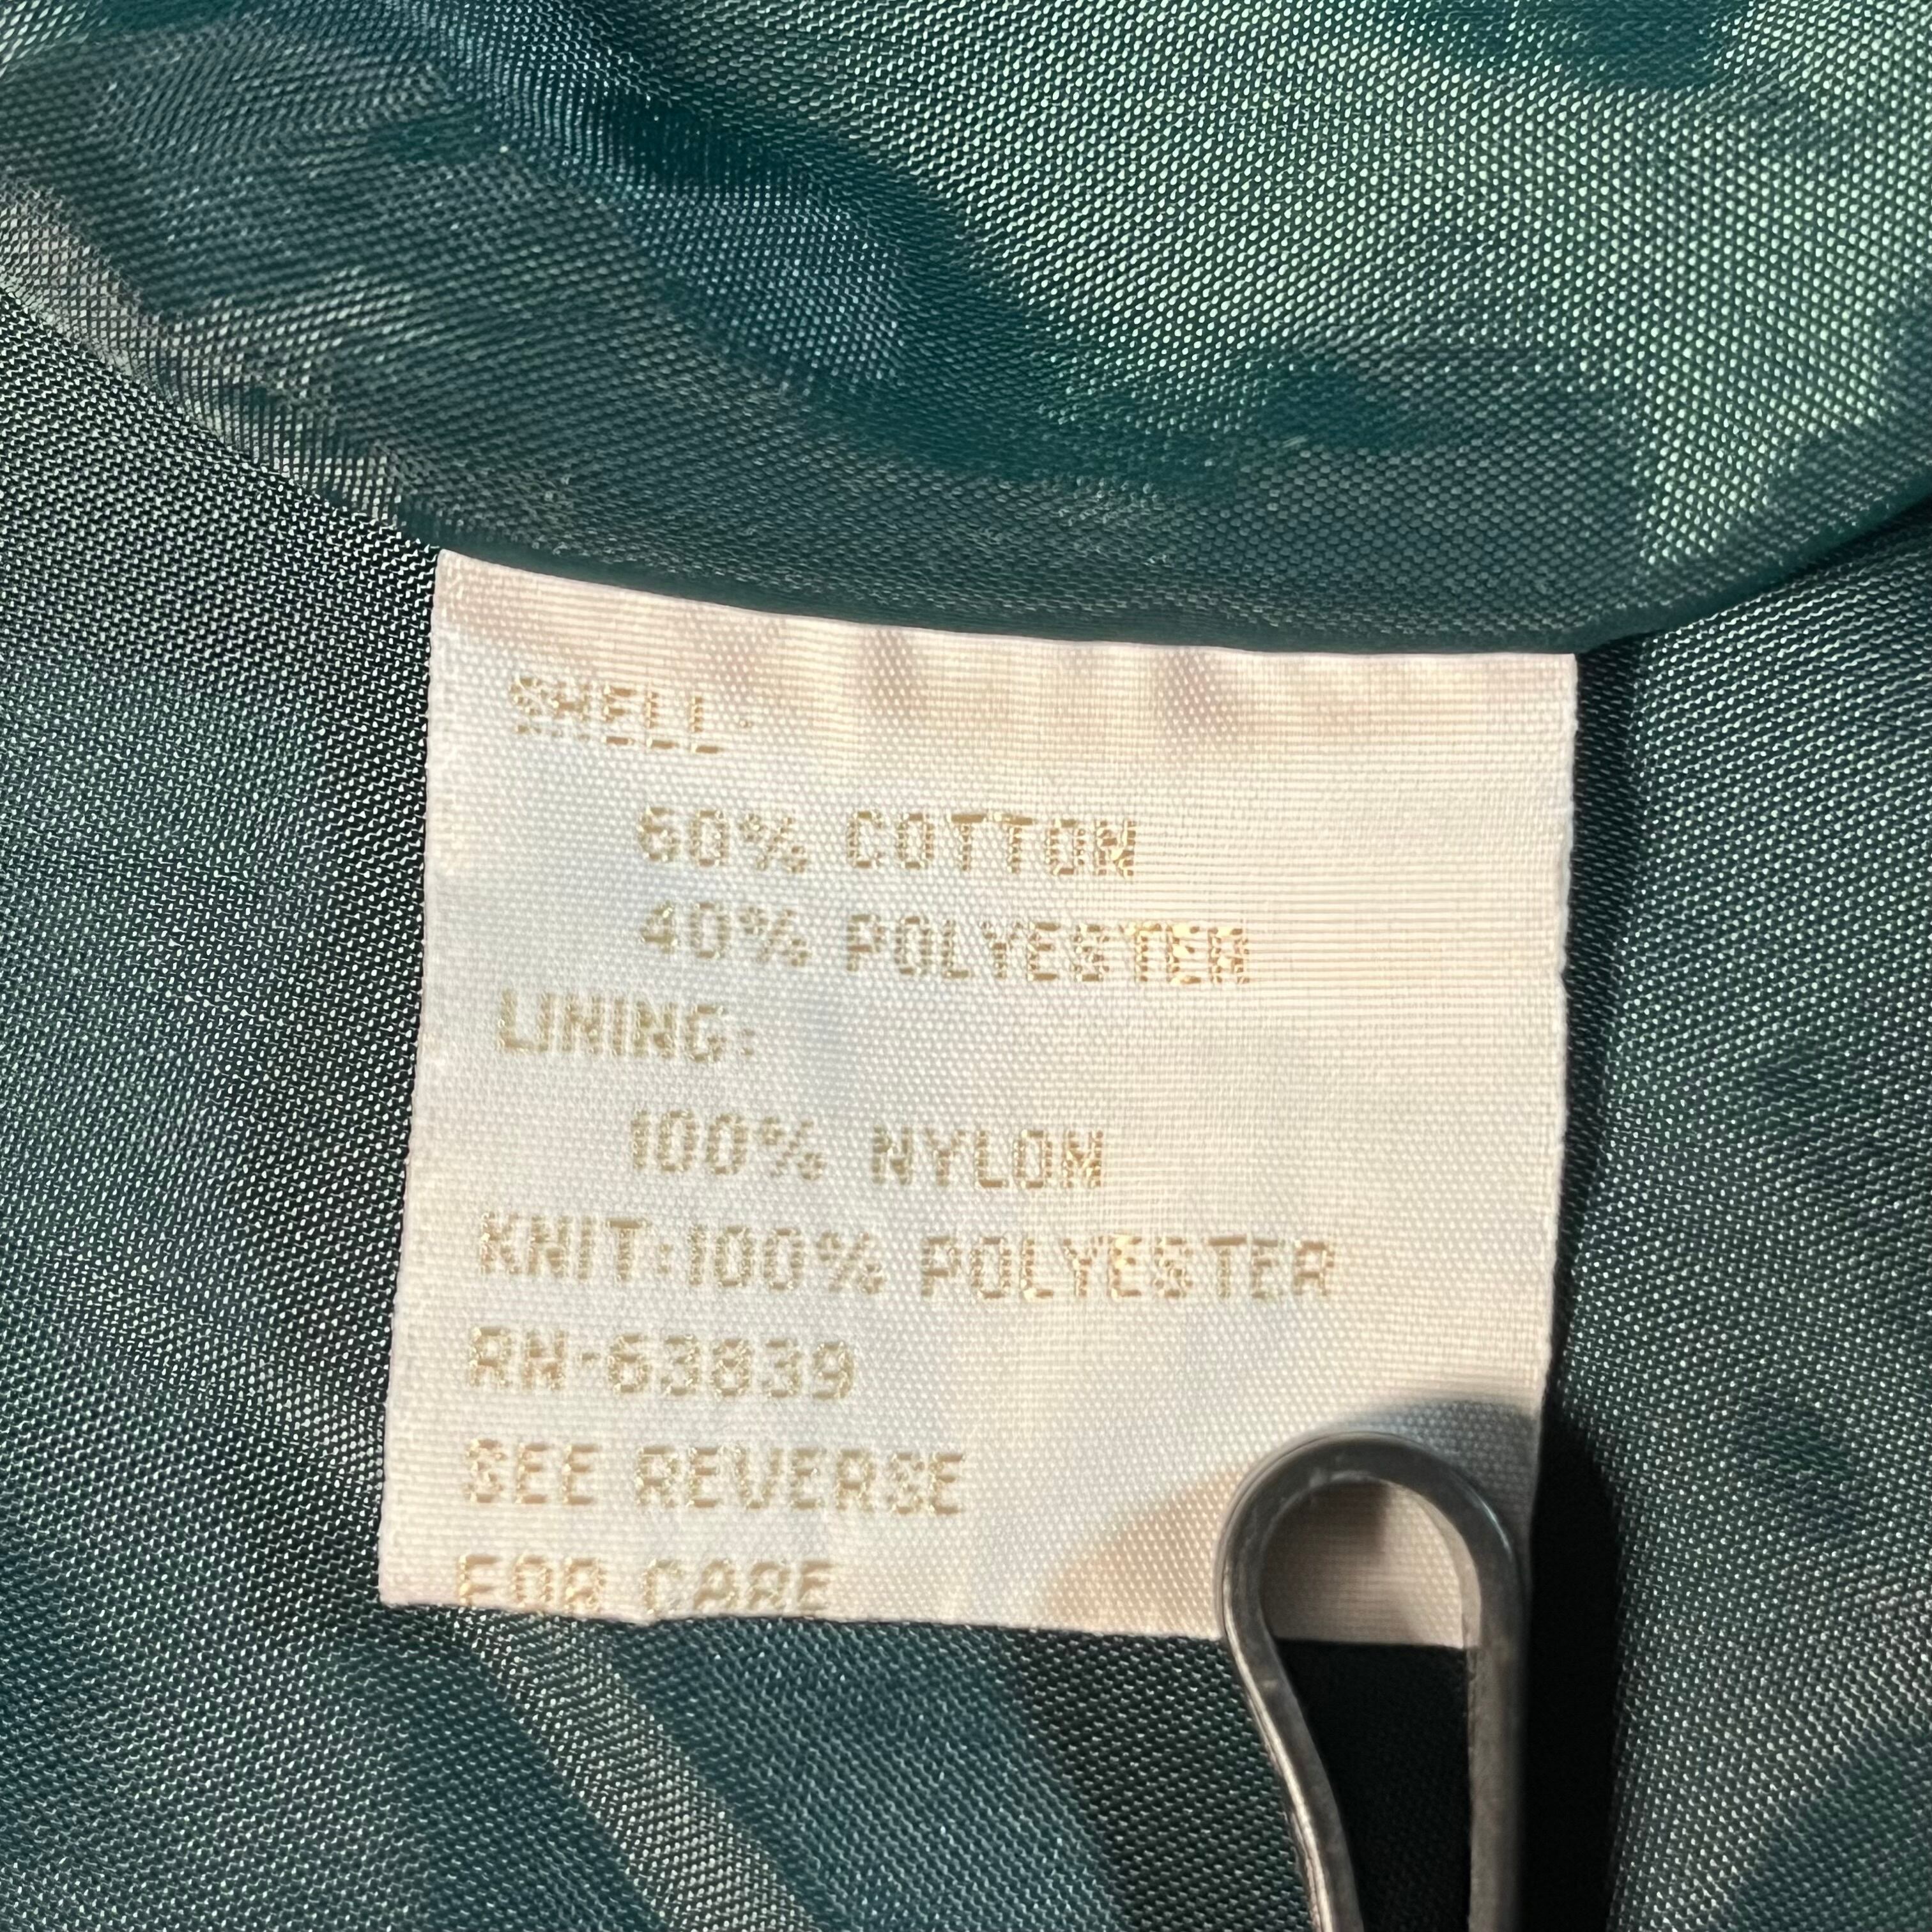 SHELL:
60% COTTON
40% POLYESTER
LINING:
100% NYLON
KNIT:100% POLYESTER
RN-63839
SEE REVERSE
FOR CARE